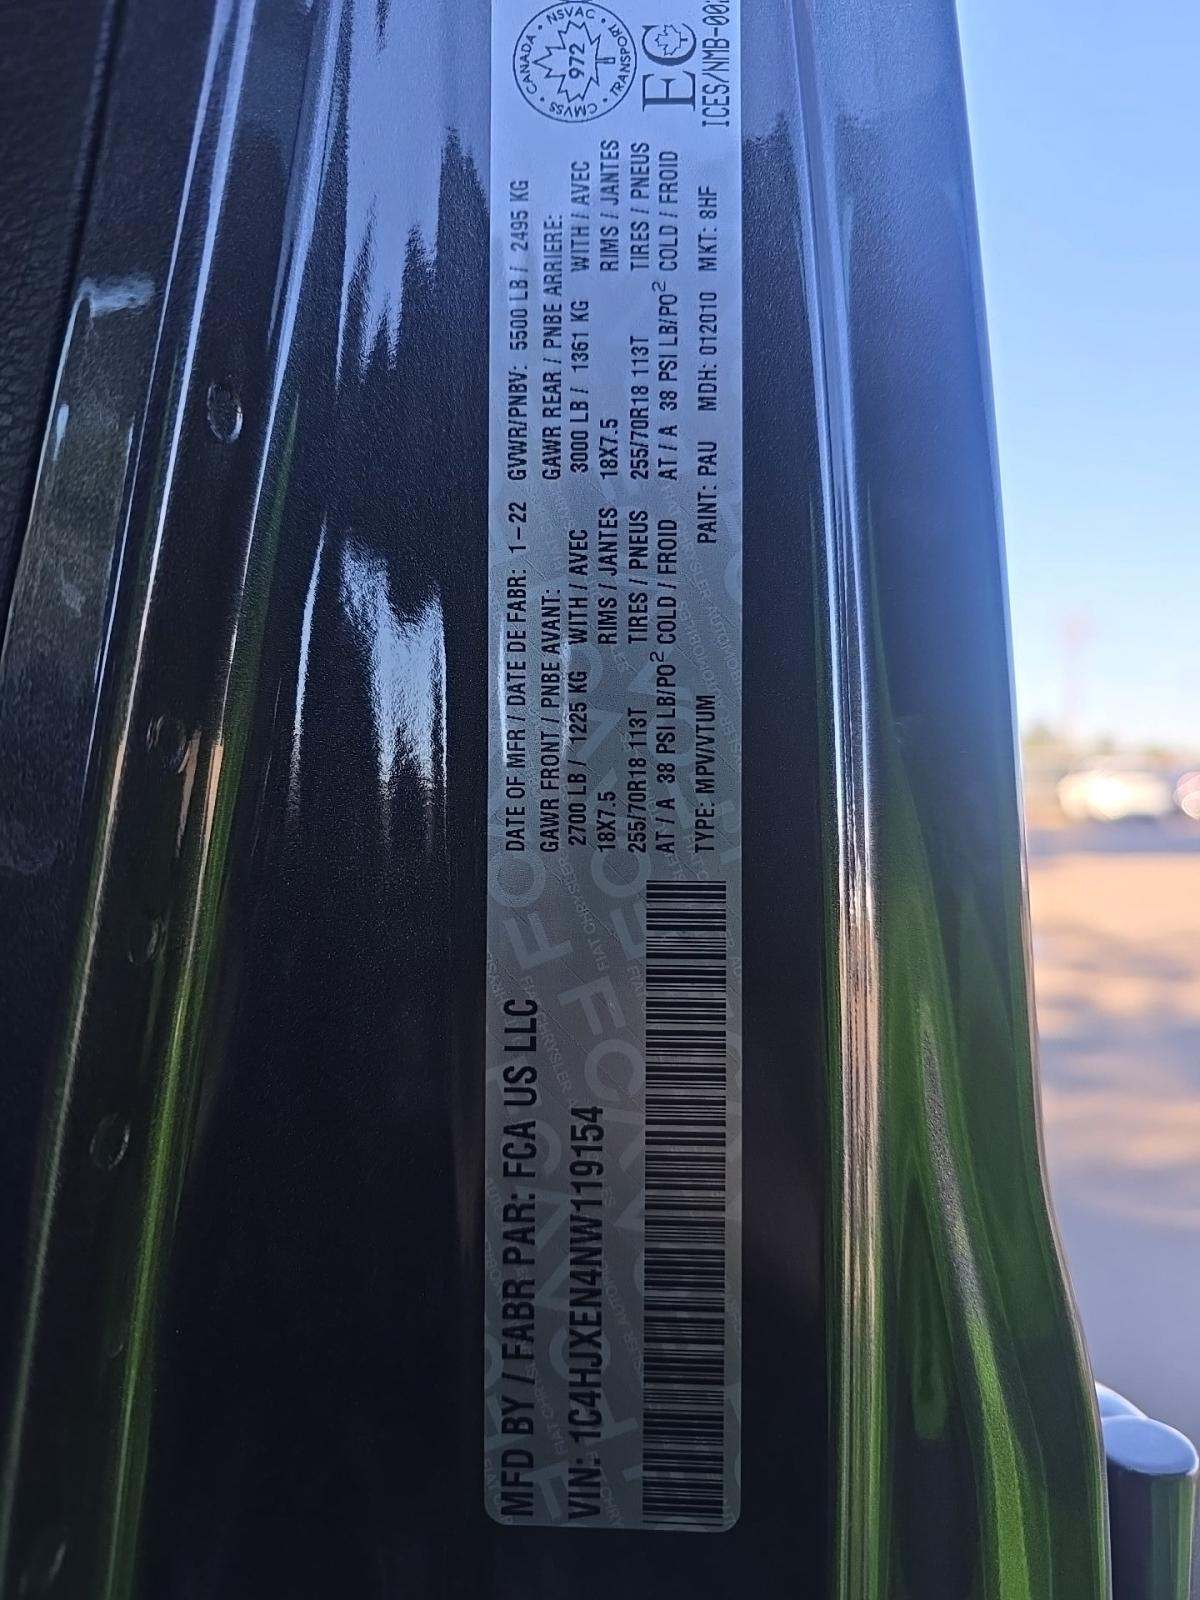 MFD BY / FABR PAR: FCA US LLC
VIN: 1C4HJXEN4NW119154
DATE OF MFR / DATE DE FABR: 1-22 GVWR/PNBV: 5500 LB / 2495 KG
GAWR FRONT / PNBE AVANT: GAWR REAR / PNBE ARRIERE:
2700 LB / 1225 KG WITH / AVEC 3000 LB / 1361 KG WITH / AVEC
18X7.5 RIMS / JANTES 18X7.5 RIMS / JANTES
255/70R18 113T TIRES / PNEUS 255/70R18 113T TIRES / PNEUS
AT / A 38 PSI LB/PO² COLD / FROID AT / A 38 PSI LB/PO² COLD / FROID
TYPE: MPV/VTUM PAINT: PAU MDH: 012010 MKT: 8HF
CANADA • NSVAC • TRANSPORT • CMVSS •
972
EC
ICES/NMB-00